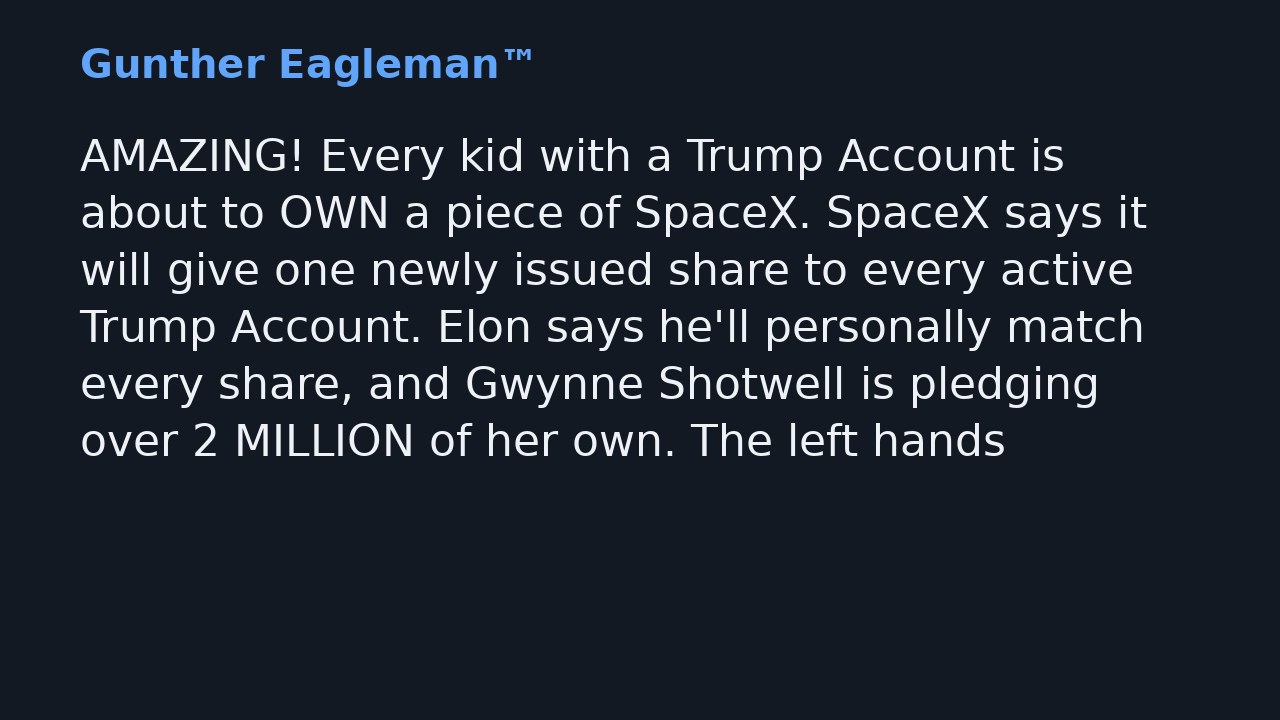 Gunther Eagleman™
AMAZING! Every kid with a Trump Account is
about to OWN a piece of SpaceX. SpaceX says it
will give one newly issued share to every active
Trump Account. Elon says he'll personally match
every share, and Gwynne Shotwell is pledging
over 2 MILLION of her own. The left hands